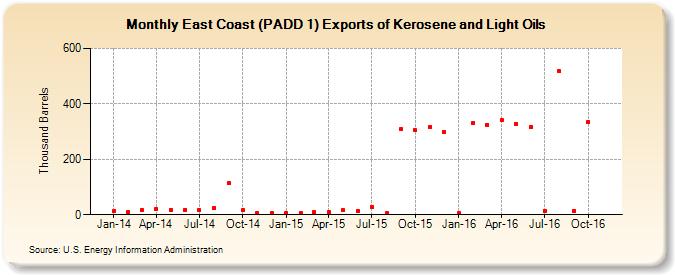 Monthly East Coast (PADD 1) Exports of Kerosene and Light Oils
Thousand Barrels
600
400
200
0
Jan-14 Apr-14 Jul-14 Oct-14 Jan-15 Apr-15 Jul-15 Oct-15 Jan-16 Apr-16 Jul-16 Oct-16
Source: U.S. Energy Information Administration